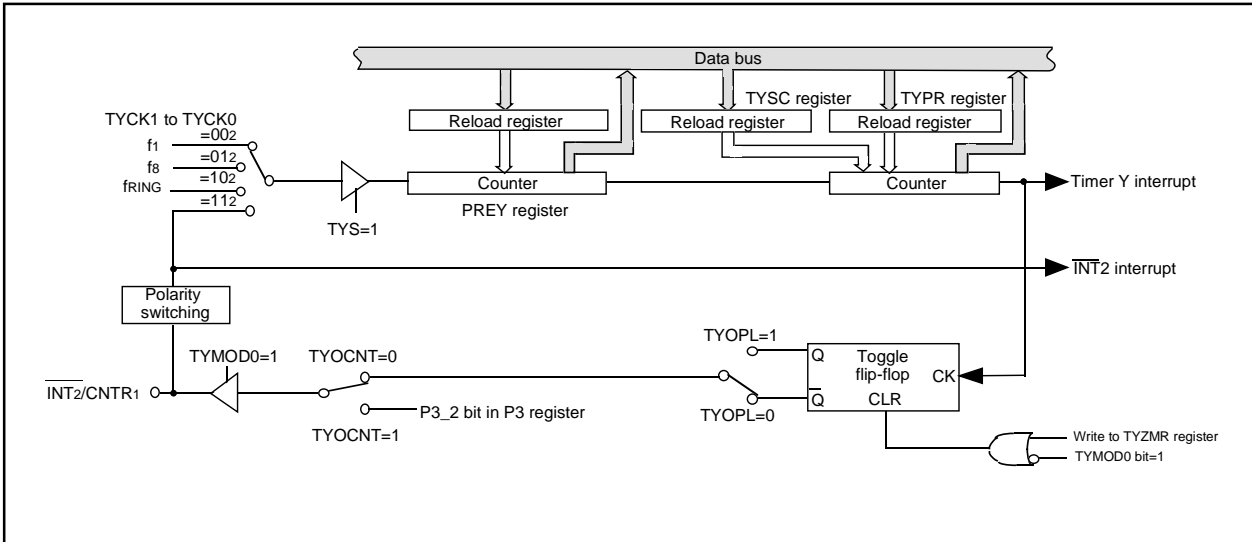 Data bus
TYSC register
TYPR register
Reload register
Reload register
Reload register
TYCK1 to TYCK0
=00₂
f₁
=01₂
f₈
=10₂
fRING
=11₂
Counter
Counter
Timer Y interrupt
PREY register
TYS=1
I̅N̅T̅2 interrupt
Polarity
switching
TYMOD0=1
TYOCNT=0
TYOPL=1
Q
Toggle
flip-flop
CK
I̅N̅T̅₂/CNTR₁
P3_2 bit in P3 register
Q̅
CLR
TYOPL=0
TYOCNT=1
Write to TYZMR register
TYMOD0 bit=1